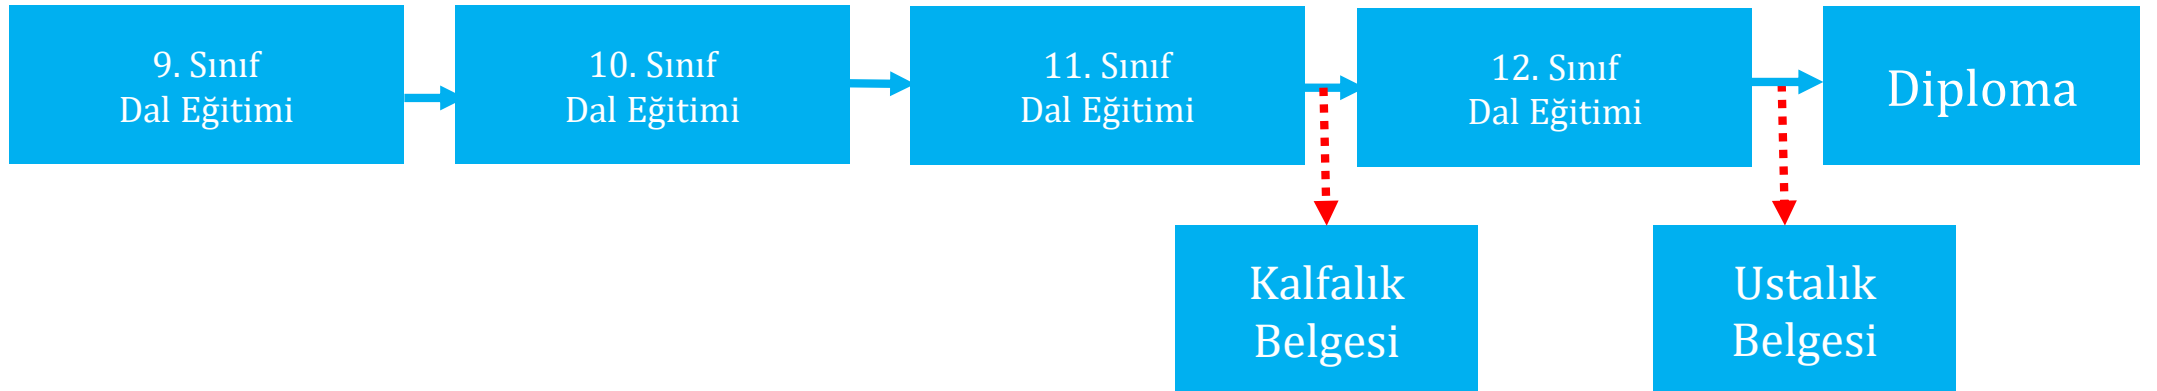 9. Sınıf
Dal Eğitimi
10. Sınıf
Dal Eğitimi
11. Sınıf
Dal Eğitimi
12. Sınıf
Dal Eğitimi
Diploma
Kalfalık
Belgesi
Ustalık
Belgesi